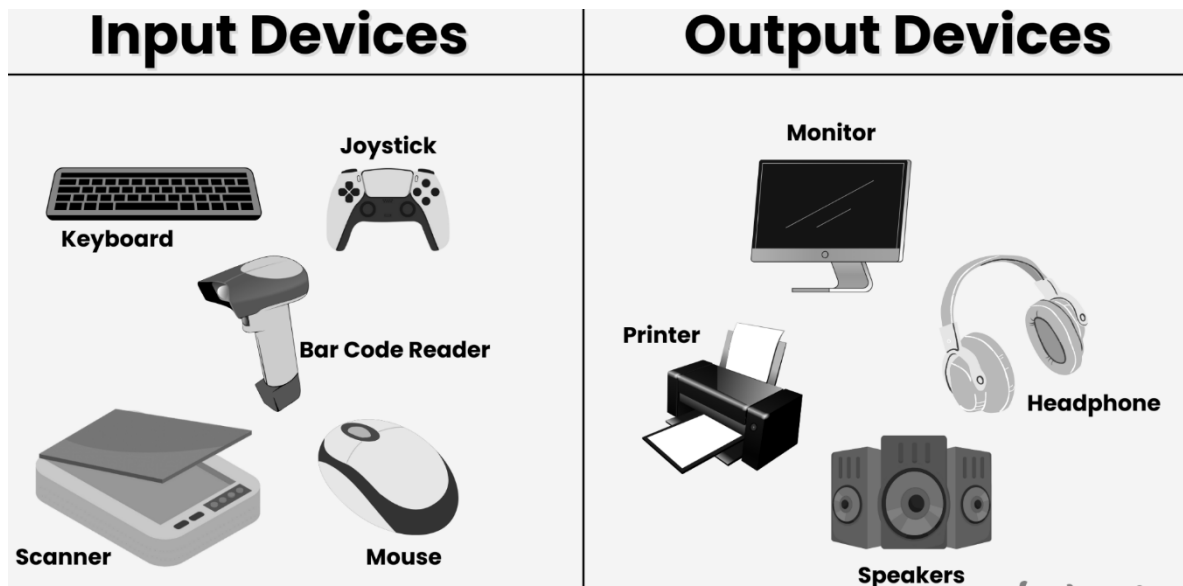 Input Devices
Output Devices
Joystick
Keyboard
Bar Code Reader
Scanner
Mouse
Monitor
Printer
Headphone
Speakers